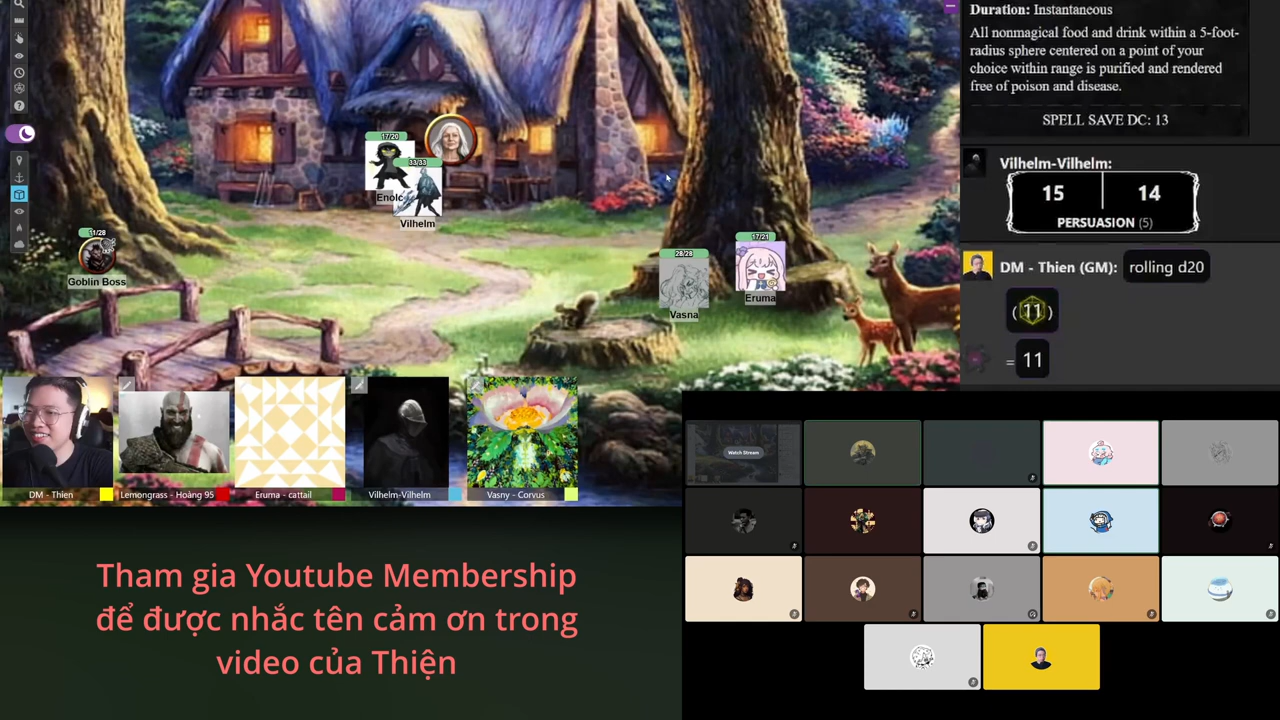 Duration: Instantaneous
All nonmagical food and drink within a 5-foot-
radius sphere centered on a point of your
choice within range is purified and rendered
free of poison and disease.
SPELL SAVE DC: 13
Vilhelm-Vilhelm:
15 14
PERSUASION (5)
DM - Thien (GM): rolling d20
(11)
= 11
17/20
33/33
Enolc
Vilhelm
11/28
Goblin Boss
28/28
Vasna
17/21
Eruma
DM - Thien
Lemongrass - Hoàng 95
Eruma - cattail
Vilhelm-Vilhelm
Vasny - Corvus
Watch Stream
Tham gia Youtube Membership
để được nhắc tên cảm ơn trong
video của Thiện